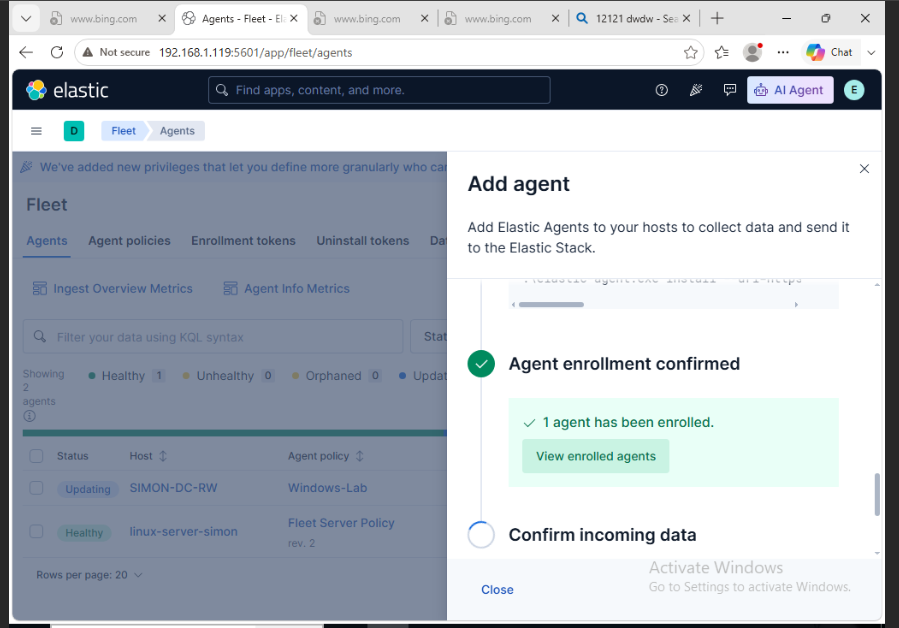 www.bing.com
Agents - Fleet - El
www.bing.com
www.bing.com
12121 dwdw - Sea
Not secure 192.168.1.119:5601/app/fleet/agents
Chat
elastic
Find apps, content, and more.
AI Agent
E
D
Fleet
Agents
We've added new privileges that let you define more granularly who can
Fleet
Agents
Agent policies
Enrollment tokens
Uninstall tokens
Dat
Ingest Overview Metrics
Agent Info Metrics
Filter your data using KQL syntax
Stat
Showing
2
agents
Healthy 1
Unhealthy 0
Orphaned 0
Updat
Status
Host
Agent policy
Updating
SIMON-DC-RW
Windows-Lab
Healthy
linux-server-simon
Fleet Server Policy
rev. 2
Rows per page: 20
Add agent
Add Elastic Agents to your hosts to collect data and send it
to the Elastic Stack.
Agent enrollment confirmed
1 agent has been enrolled.
View enrolled agents
Confirm incoming data
Close
Activate Windows
Go to Settings to activate Windows.